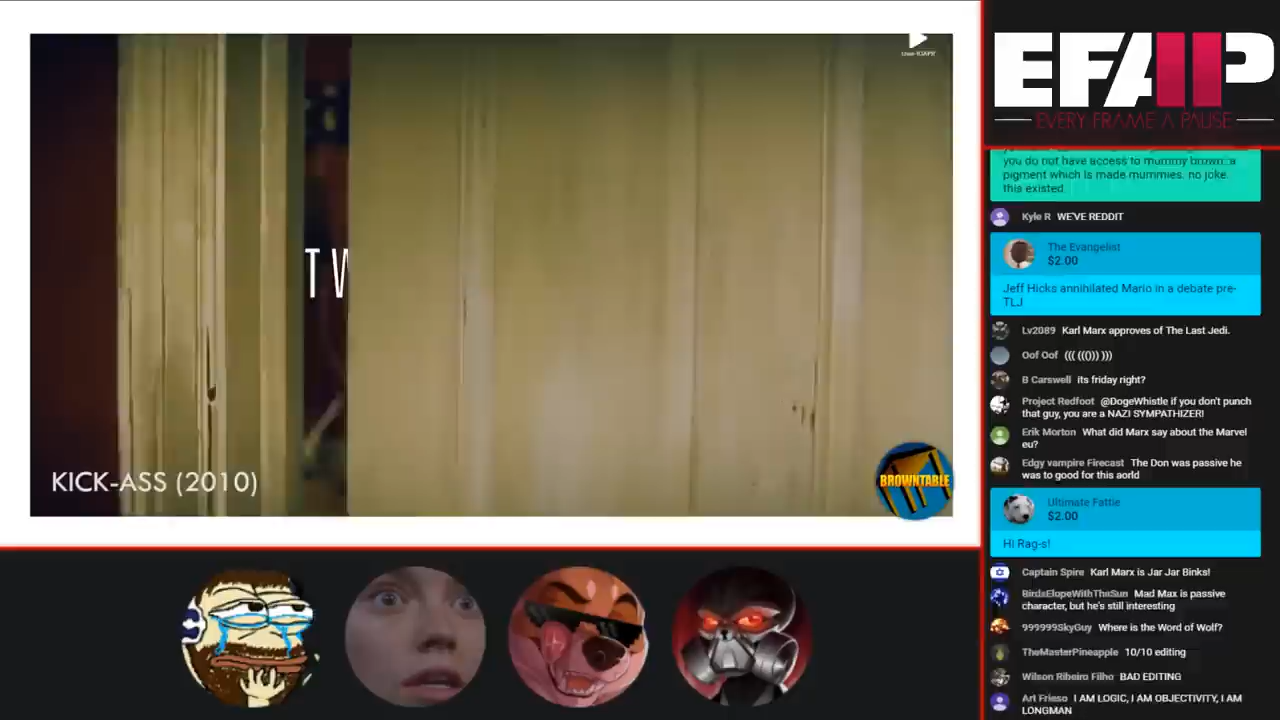 T W
KICK-ASS (2010)
BROWNTABLE
EFAP
EVERY FRAME A PAUSE
you do not have access to mummy brown. a
pigment which is made mummies. no joke.
this existed.
Kyle R WE'VE REDDIT
The Evangelist
$2.00
Jeff Hicks annihilated Mario in a debate pre-
TLJ
Lv2089 Karl Marx approves of The Last Jedi.
Oof Oof ((( ((())) )))
B Carswell its friday right?
Project Redfoot @DogeWhistle if you don't punch
that guy, you are a NAZI SYMPATHIZER!
Erik Morton What did Marx say about the Marvel
eu?
Edgy vampire Firecast The Don was passive he
was to good for this aorld
Ultimate Fattie
$2.00
Hi Rag-s!
Captain Spire Karl Marx is Jar Jar Binks!
BirdsElopeWithTheSun Mad Max is passive
character, but he's still interesting
999999SkyGuy Where is the Word of Wolf?
TheMasterPineapple 10/10 editing
Wilson Ribeiro Filho BAD EDITING
Art Frieso I AM LOGIC, I AM OBJECTIVITY, I AM
LONGMAN